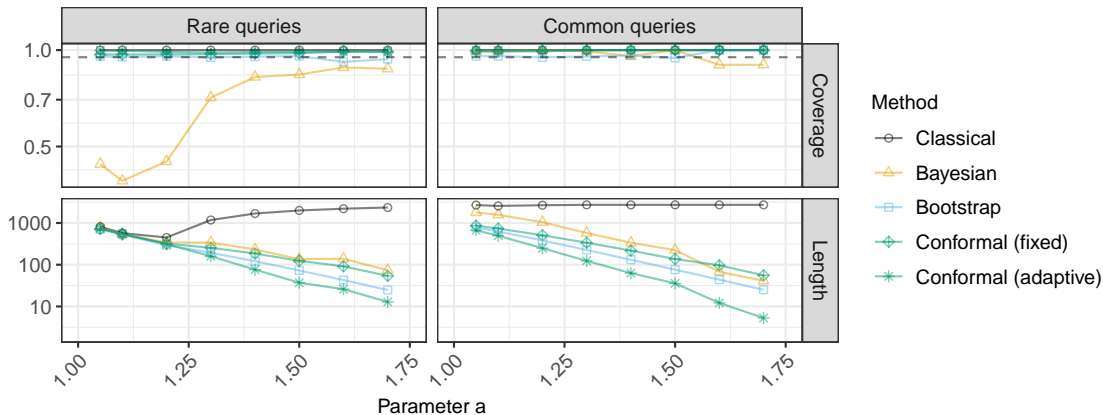 Rare queries
Common queries
1.0
0.7
0.5
Coverage
1000
100
10
Length
1.00
1.25
1.50
1.75
1.00
1.25
1.50
1.75
Parameter a
Method
Classical
Bayesian
Bootstrap
Conformal (fixed)
Conformal (adaptive)